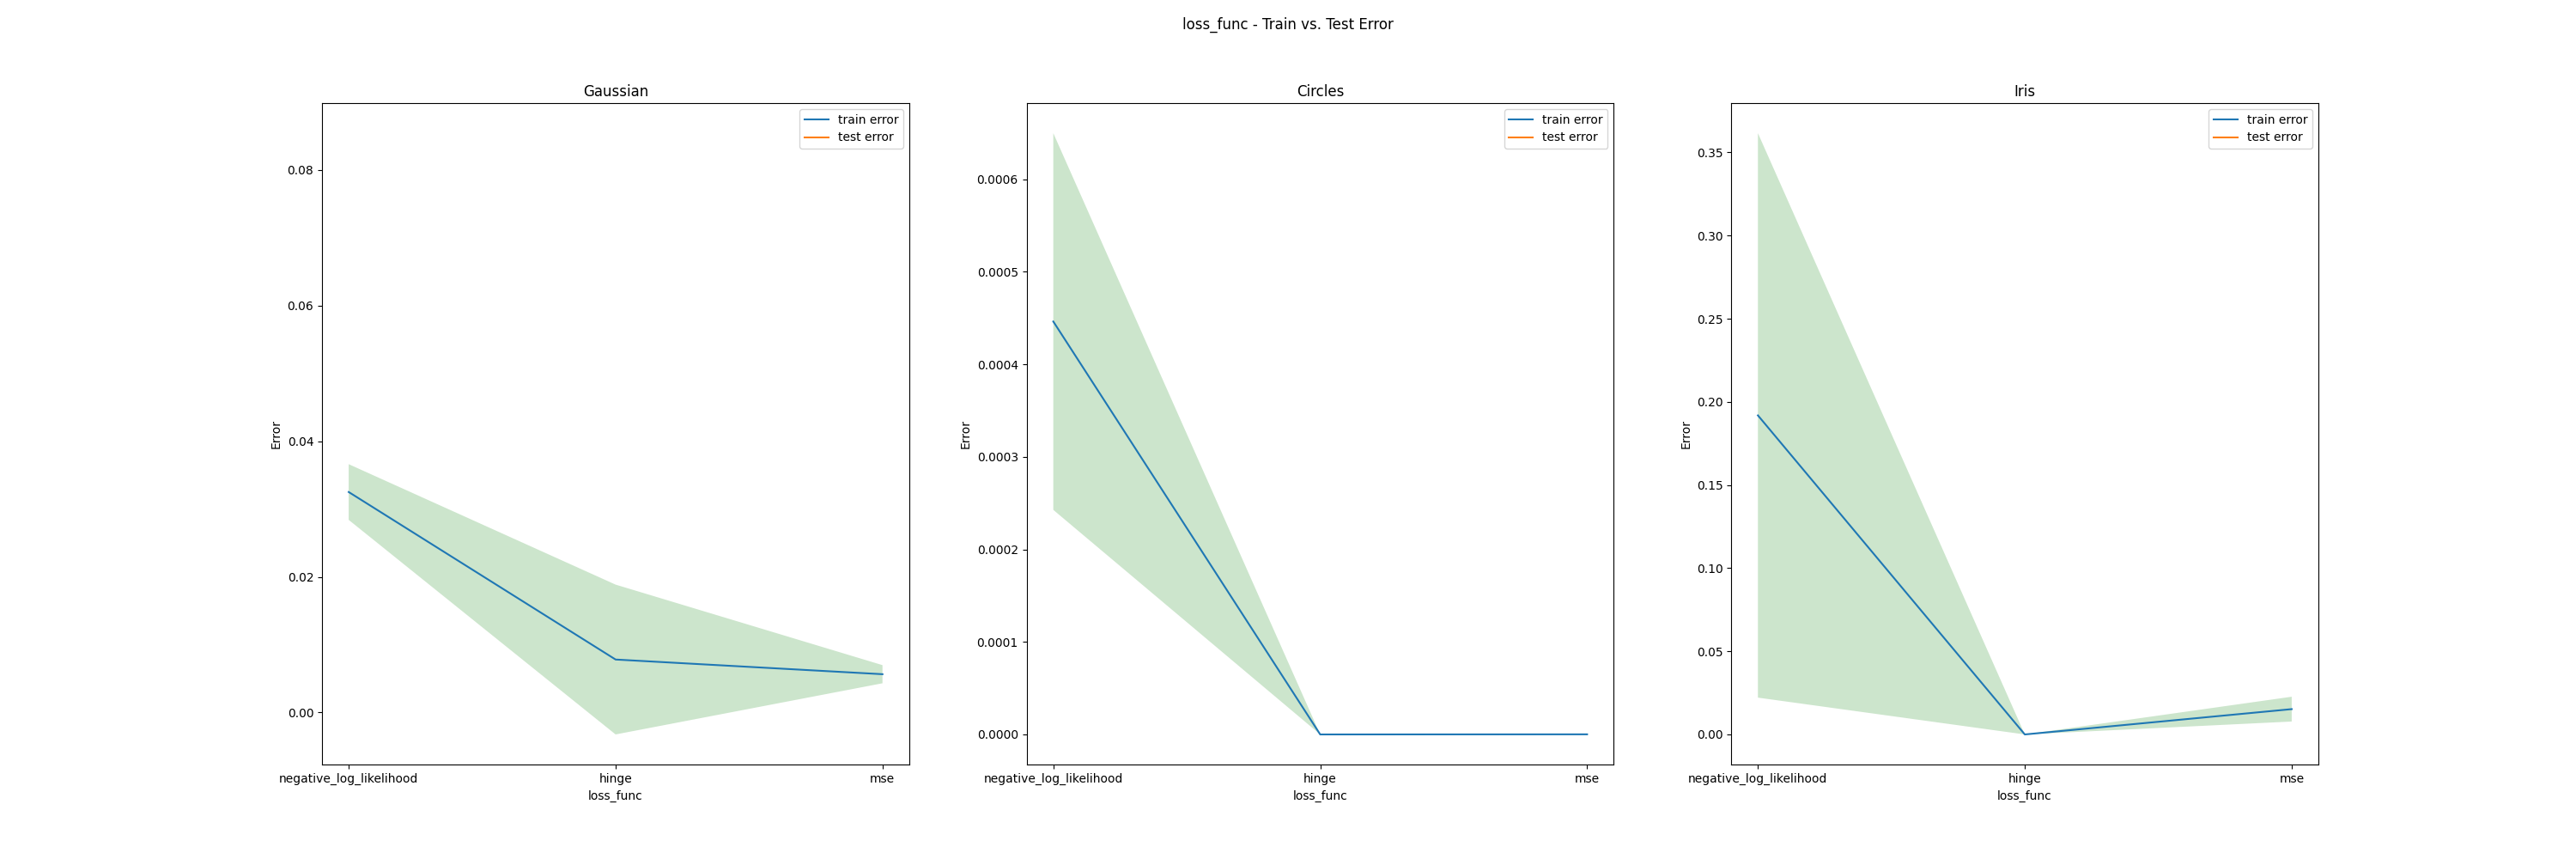 loss_func - Train vs. Test Error
Gaussian
train error
test error
0.08
0.06
0.04
0.02
0.00
Error
negative_log_likelihood
hinge
mse
loss_func
Circles
train error
test error
0.0006
0.0005
0.0004
0.0003
0.0002
0.0001
0.0000
Error
negative_log_likelihood
hinge
mse
loss_func
Iris
train error
test error
0.35
0.30
0.25
0.20
0.15
0.10
0.05
0.00
Error
negative_log_likelihood
hinge
mse
loss_func